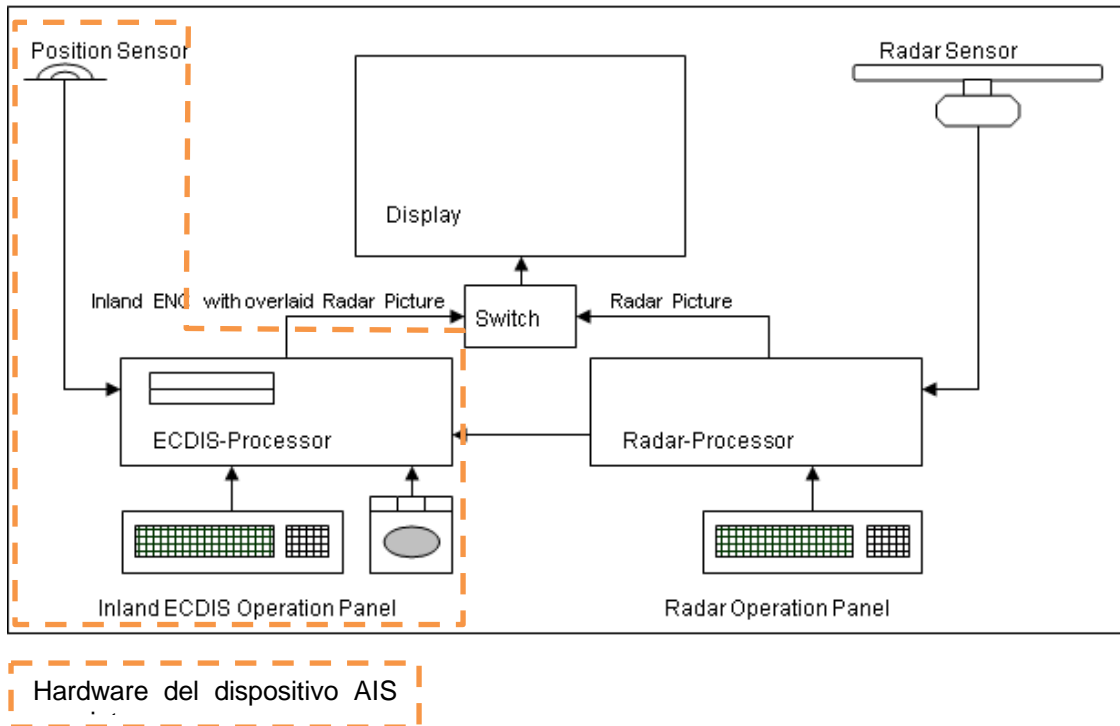 Position Sensor
Radar Sensor
Display
Inland ENC with overlaid Radar Picture
Switch
Radar Picture
ECDIS-Processor
Radar-Processor
Inland ECDIS Operation Panel
Radar Operation Panel
Hardware del dispositivo AIS